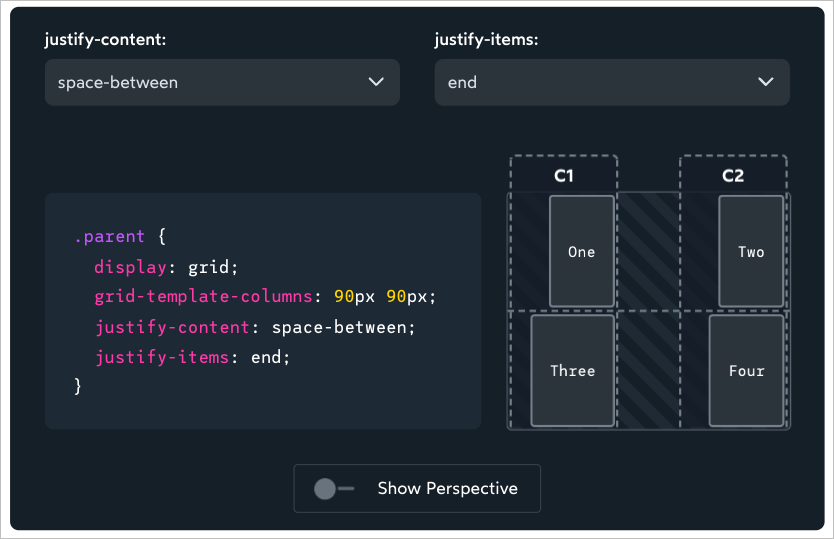 justify-content:
justify-items:
space-between
end
.parent {
display: grid;
grid-template-columns: 90px 90px;
justify-content: space-between;
justify-items: end;
}
C1
C2
One
Two
Three
Four
Show Perspective